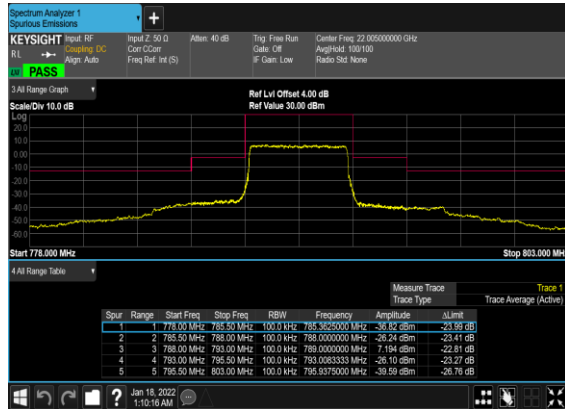 Spectrum Analyzer 1
Spurious Emissions
KEYSIGHT Input: RF Input Z: 50 Ω Atten: 40 dB Trig: Free Run Center Freq: 22.005000000 GHz
RL Coupling: DC Corr CCorr Gate: Off Avg|Hold: 100/100
Align: Auto Freq Ref: Int (S) IF Gain: Low Radio Std: None
PASS
3 All Range Graph Ref Lvl Offset 4.00 dB
Scale/Div 10.0 dB Ref Value 30.00 dBm
Log
20.0
10.0
0.00
-10.0
-20.0
-30.0
-40.0
-50.0
-60.0
Start 778.000 MHz Stop 803.000 MH
4 All Range Table
Measure Trace Trace 1
Trace Type Trace Average (Active)
Spur Range Start Freq Stop Freq RBW Frequency Amplitude ΔLimit
1 1 778.00 MHz 785.50 MHz 100.0 kHz 785.3625000 MHz -36.82 dBm -23.99 dB
2 2 785.50 MHz 788.00 MHz 100.0 kHz 788.0000000 MHz -26.24 dBm -23.41 dB
3 3 788.00 MHz 793.00 MHz 100.0 kHz 789.0000000 MHz 7.194 dBm -22.81 dB
4 4 793.00 MHz 795.50 MHz 100.0 kHz 793.0083333 MHz -26.10 dBm -23.27 dB
5 5 795.50 MHz 803.00 MHz 100.0 kHz 795.9375000 MHz -39.59 dBm -26.76 dB
? Jan 18, 2022
1:10:16 AM